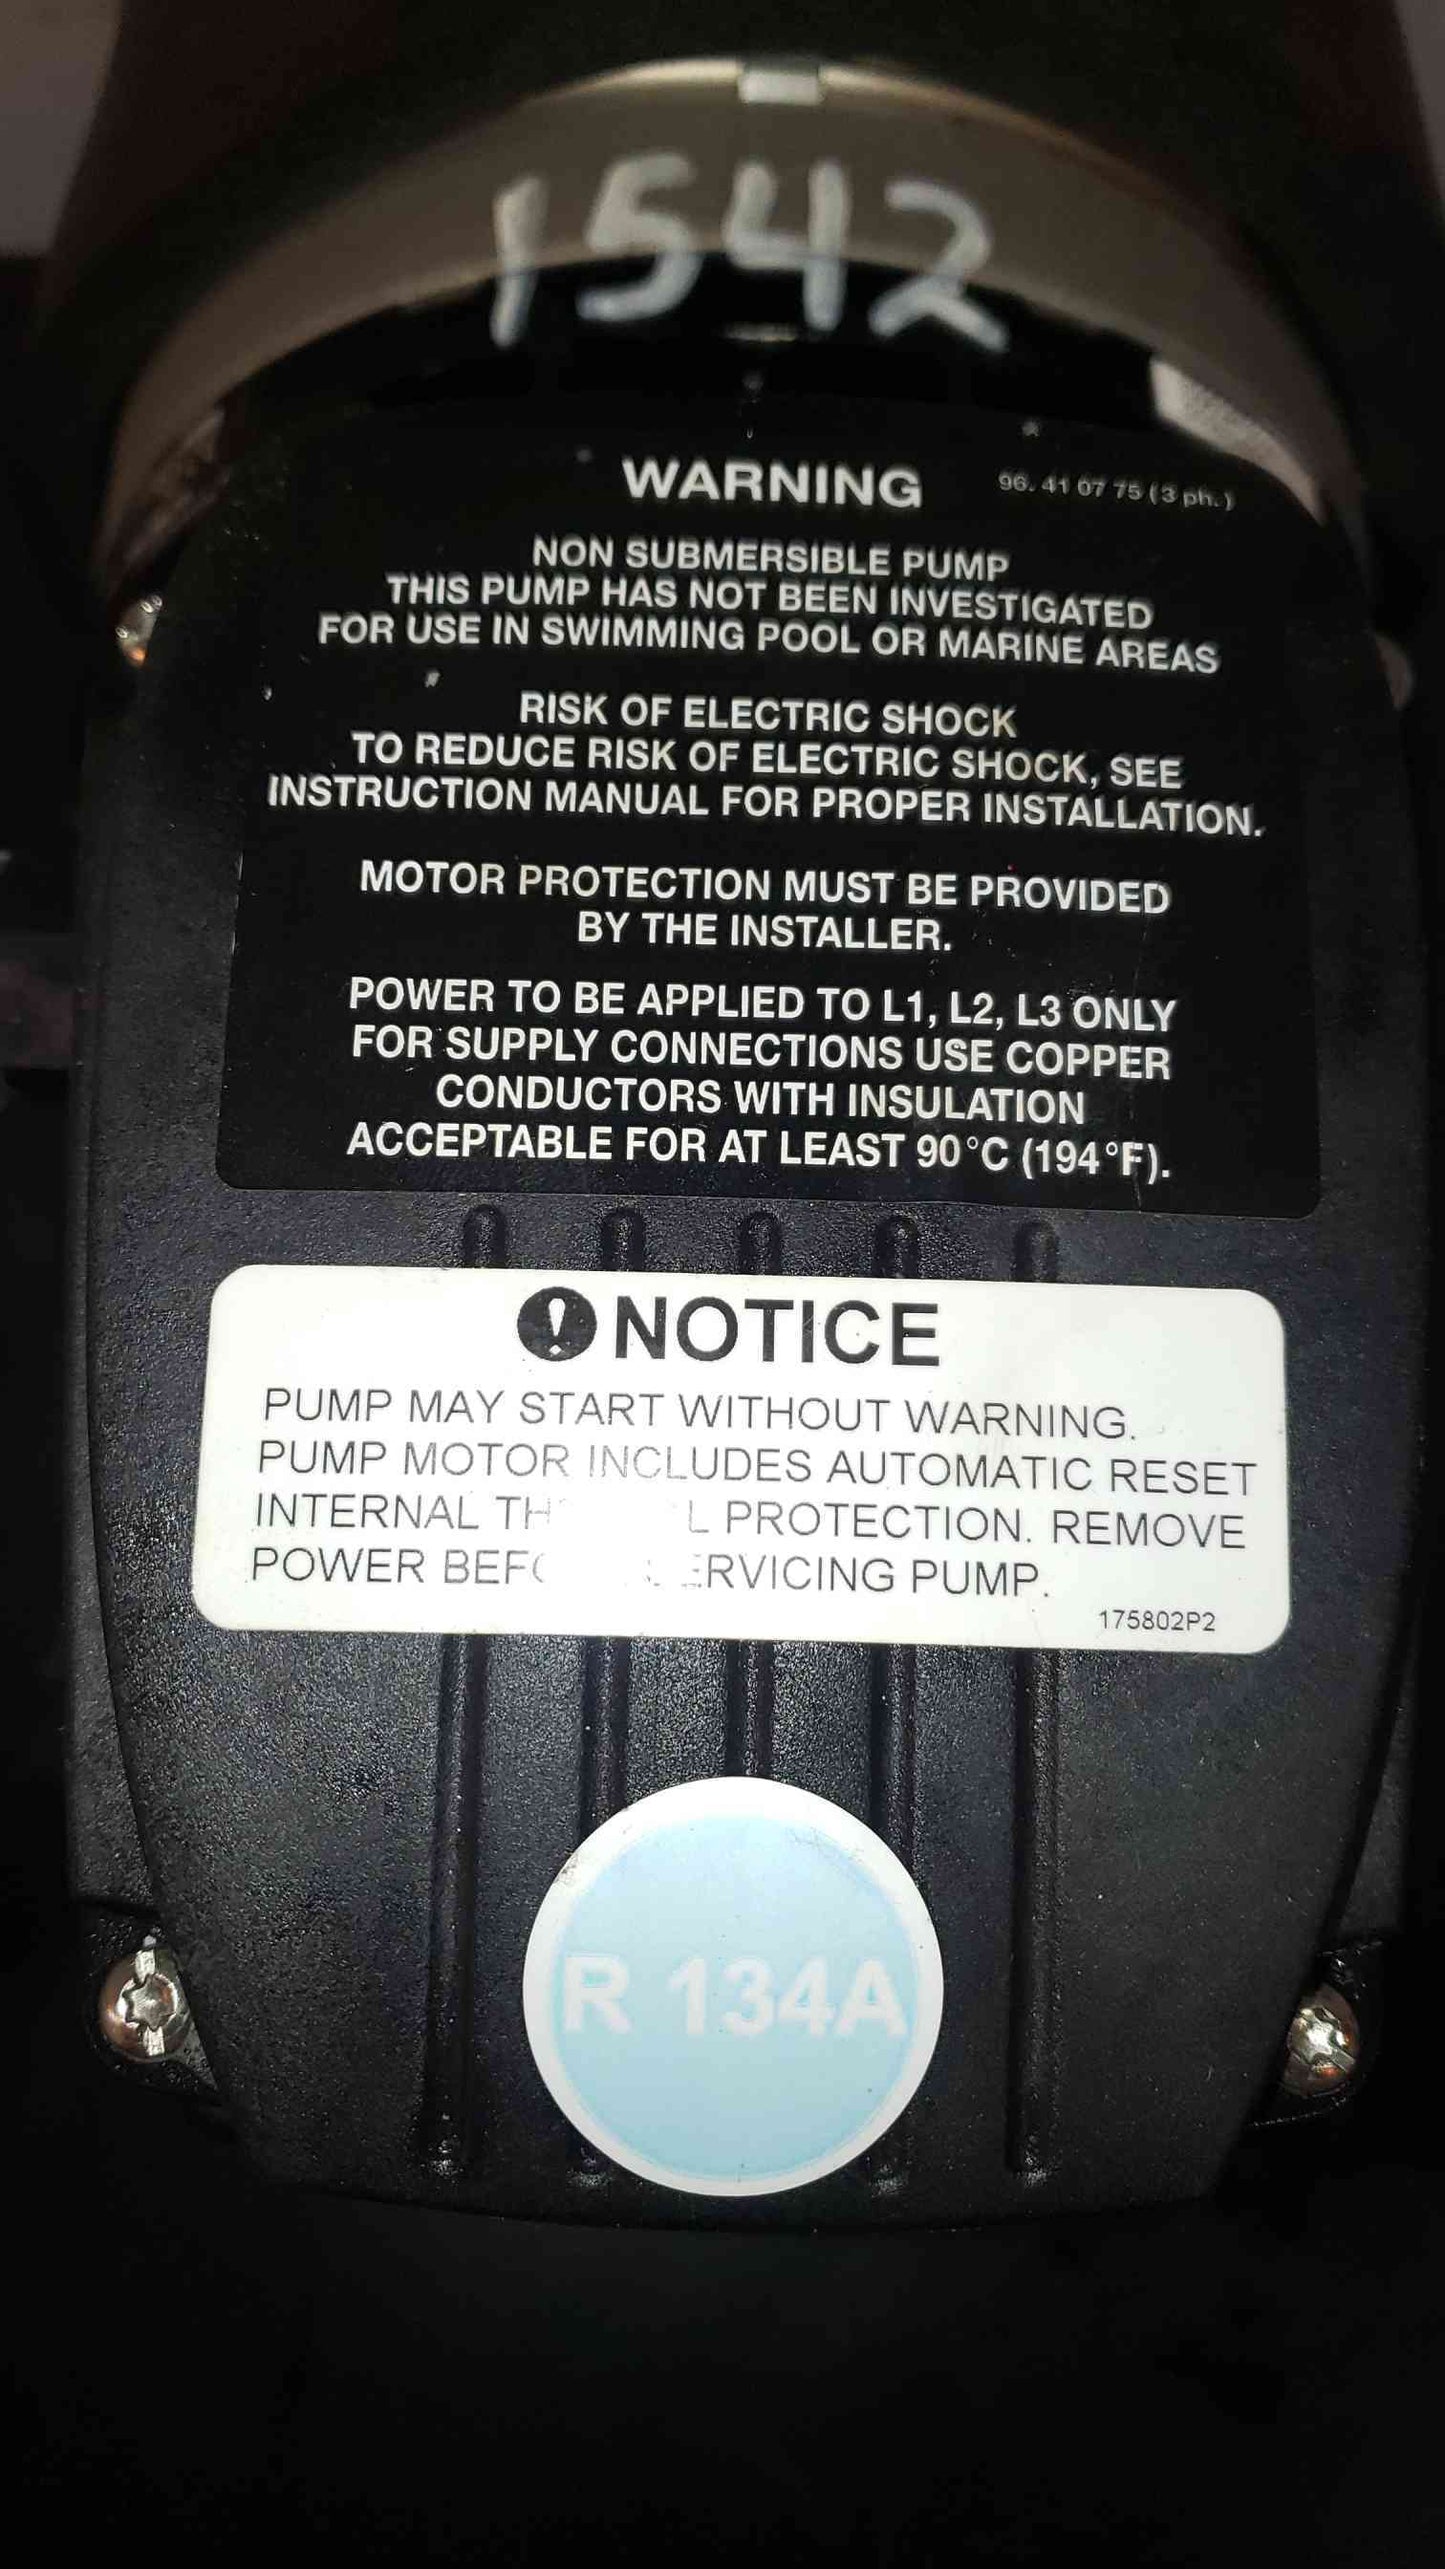 1542
WARNING
96.41 07 75 (3 ph.)
NON SUBMERSIBLE PUMP
THIS PUMP HAS NOT BEEN INVESTIGATED
FOR USE IN SWIMMING POOL OR MARINE AREAS
RISK OF ELECTRIC SHOCK
TO REDUCE RISK OF ELECTRIC SHOCK, SEE
INSTRUCTION MANUAL FOR PROPER INSTALLATION.
MOTOR PROTECTION MUST BE PROVIDED
BY THE INSTALLER.
POWER TO BE APPLIED TO L1, L2, L3 ONLY
FOR SUPPLY CONNECTIONS USE COPPER
CONDUCTORS WITH INSULATION
ACCEPTABLE FOR AT LEAST 90°C (194°F).
NOTICE
PUMP MAY START WITHOUT WARNING.
PUMP MOTOR INCLUDES AUTOMATIC RESET
INTERNAL PROTECTION. REMOVE
POWER PUMP.
175802P2
R 134A